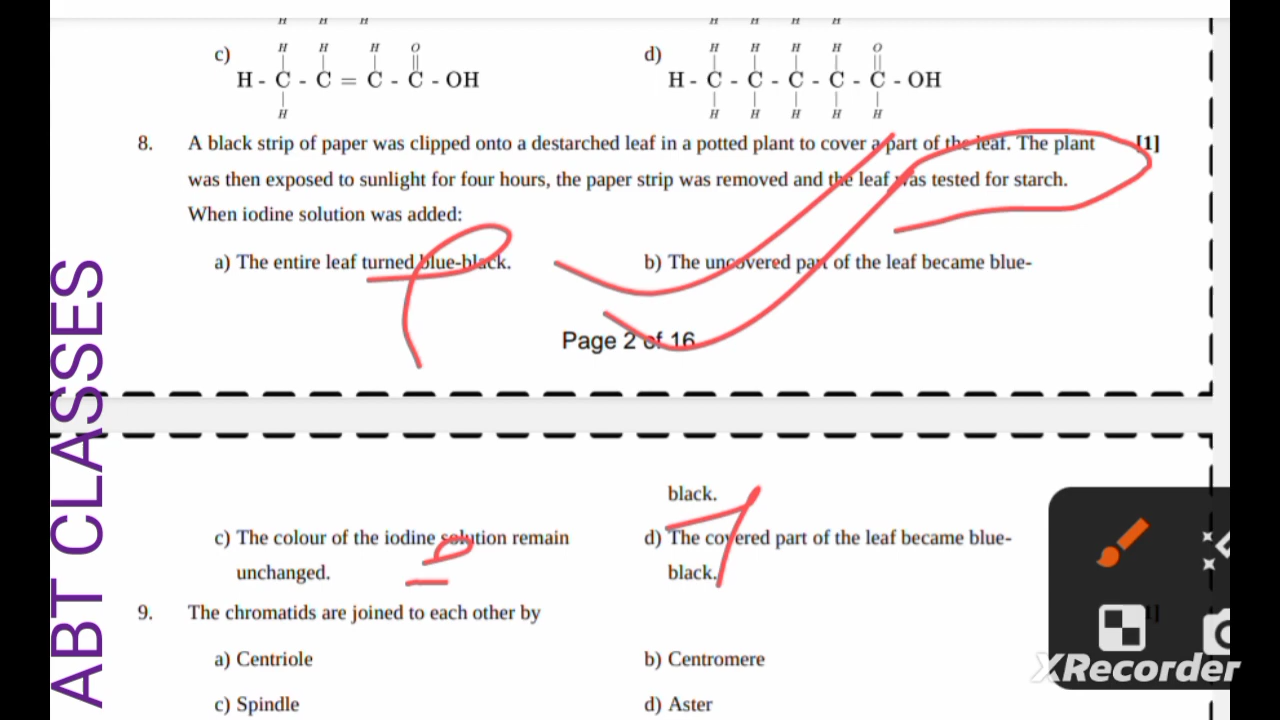 H H H
H H H O
c) H - C - C = C - C - OH
H
H H H H
H H H H O
d) H - C - C - C - C - C - OH
H H H H H
8. A black strip of paper was clipped onto a destarched leaf in a potted plant to cover a part of the leaf. The plant [1]
was then exposed to sunlight for four hours, the paper strip was removed and the leaf was tested for starch.
When iodine solution was added:
a) The entire leaf turned blue-black.
b) The uncovered part of the leaf became blue-
Page 2 of 16
black.
c) The colour of the iodine solution remain
unchanged.
d) The covered part of the leaf became blue-
black.
9. The chromatids are joined to each other by
a) Centriole
b) Centromere
c) Spindle
d) Aster
ABT CLASSES
XRecorder